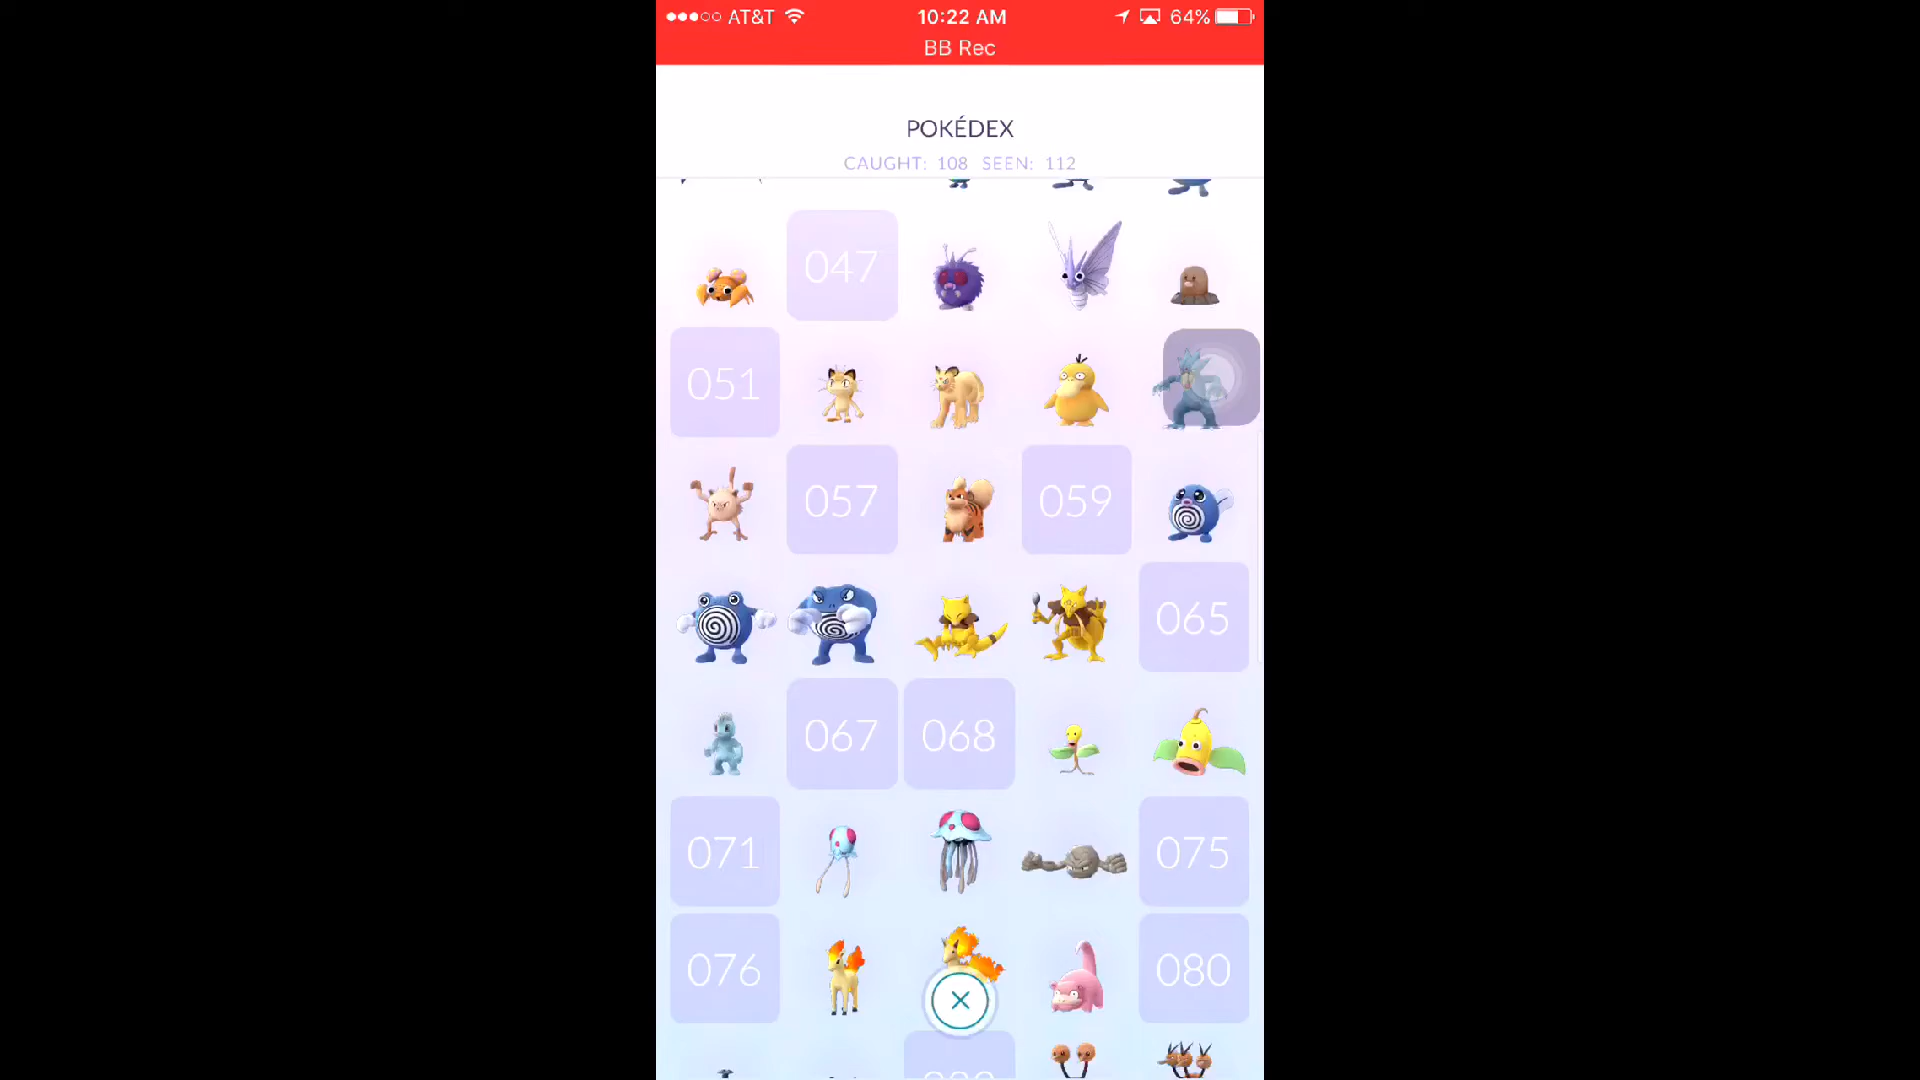 AT&T 10:22 AM 64%
BB Rec
POKÉDEX
CAUGHT: 108 SEEN: 112
047
051
057 059
065
067 068
071 075
076 080